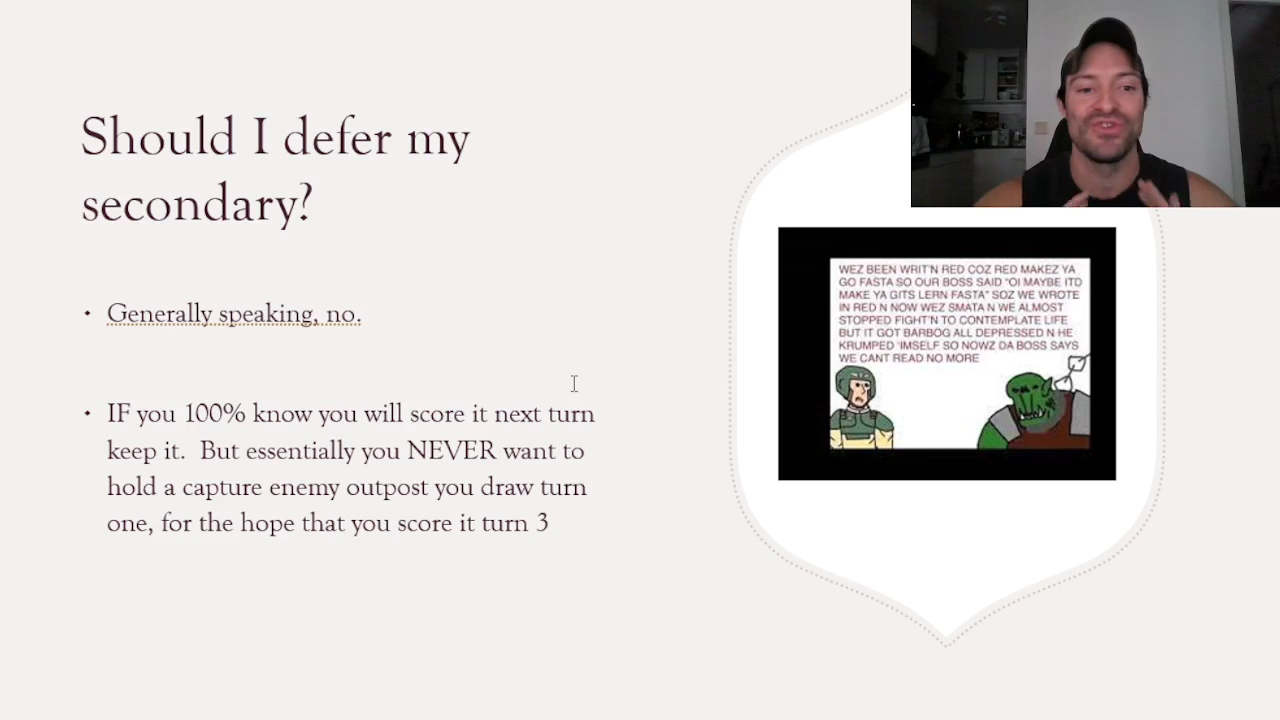 Should I defer my
secondary?
• Generally speaking, no.
• IF you 100% know you will score it next turn
keep it.  But essentially you NEVER want to
hold a capture enemy outpost you draw turn
one, for the hope that you score it turn 3
WEZ BEEN WRIT'N RED COZ RED MAKEZ YA
GO FASTA SO OUR BOSS SAID "OI MAYBE ITD
MAKE YA GITS LERN FASTA" SOZ WE WROTE
IN RED N NOW WEZ SMATA N WE ALMOST
STOPPED FIGHT'N TO CONTEMPLATE LIFE
BUT IT GOT BARBOG ALL DEPRESSED N HE
KRUMPED 'IMSELF SO NOWZ DA BOSS SAYS
WE CANT READ NO MORE